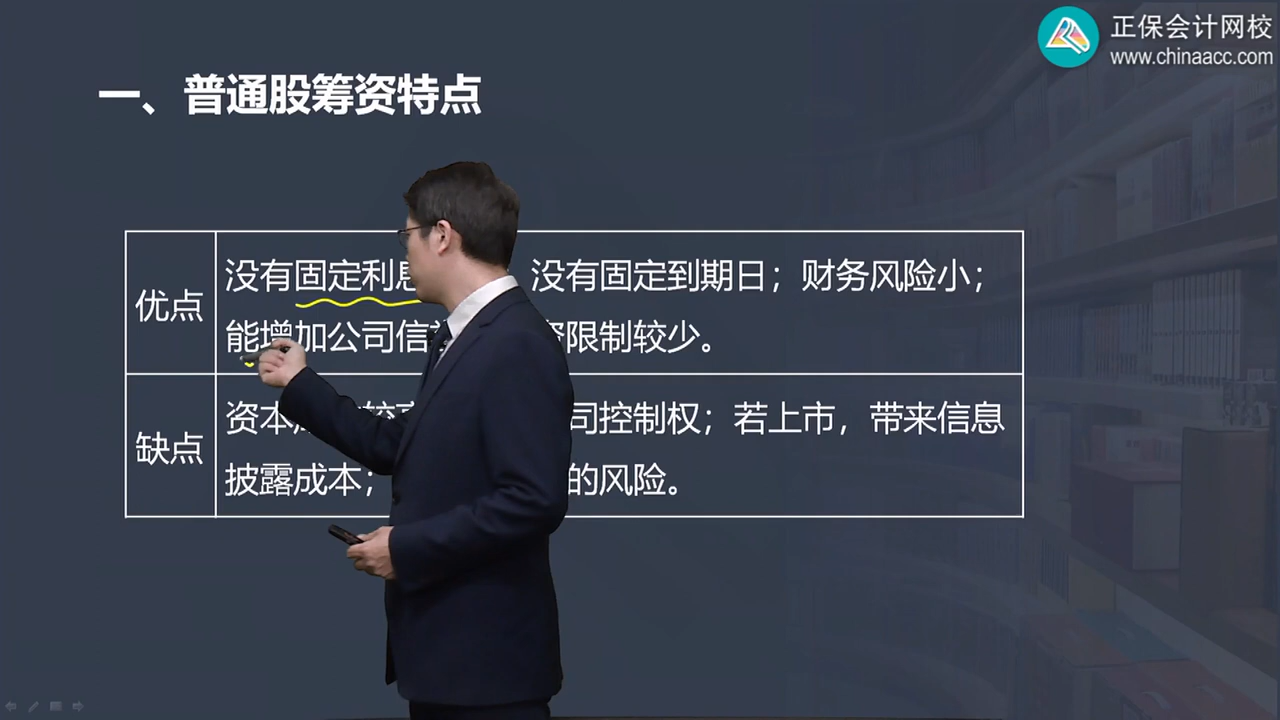 正保会计网校
www.chinaacc.com
一、普通股筹资特点
优点
没有固定利息 没有固定到期日；财务风险小；
能增加公司信 限制较少。
缺点
资本 司控制权；若上市，带来信息
披露成本； 的风险。